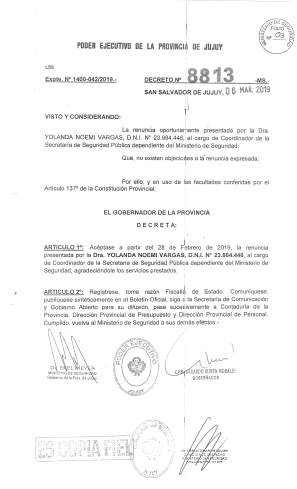 MINISTERIO DE SEGURIDAD
FOLIO
Nº 03
PODER EJECUTIVO DE LA PROVINCIA DE JUJUY
LSS
Expte. Nº 1400-042/2019.-
DECRETO Nº 8813 -MS.-
SAN SALVADOR DE JUJUY, 06 MAR. 2019
VISTO Y CONSIDERANDO:
La renuncia oportunamente presentada por la Dra.
YOLANDA NOEMI VARGAS, D.N.I. Nº 23.984.446, al cargo de Coordinador de la
Secretaría de Seguridad Pública dependiente del Ministerio de Seguridad;
Que, no existen objeciones a la renuncia expresada;
Por ello, y en uso de las facultades conferidas por el
Artículo 137º de la Constitución Provincial;
EL GOBERNADOR DE LA PROVINCIA
D E C R E T A:
ARTICULO 1º: Acéptase a partir del 28 de Febrero de 2019, la renuncia
presentada por la Dra. YOLANDA NOEMI VARGAS, D.N.I. Nº 23.984.446, al cargo
de Coordinador de la Secretaría de Seguridad Pública dependiente del Ministerio de
Seguridad, agradeciéndole los servicios prestados.
ARTICULO 2º: Regístrese, tome razón Fiscalía de Estado. Comuníquese,
publíquese sintéticamente en el Boletín Oficial, siga a la Secretaría de Comunicación
y Gobierno Abierto para su difusión, pase sucesivamente a Contaduría de la
Provincia, Dirección Provincial de Presupuesto y Dirección Provincial de Personal.
Cumplido, vuelva al Ministerio de Seguridad a sus demás efectos.-
PODER EJECUTIVO
JUJUY
Dr. EKEL MEYER
MINISTRO DE SEGURIDAD
Gobierno de la Pcia. de Jujuy
C.P.N. GERARDO RUBEN MORALES
GOBERNADOR
ES COPIA FIEL
JUJUY